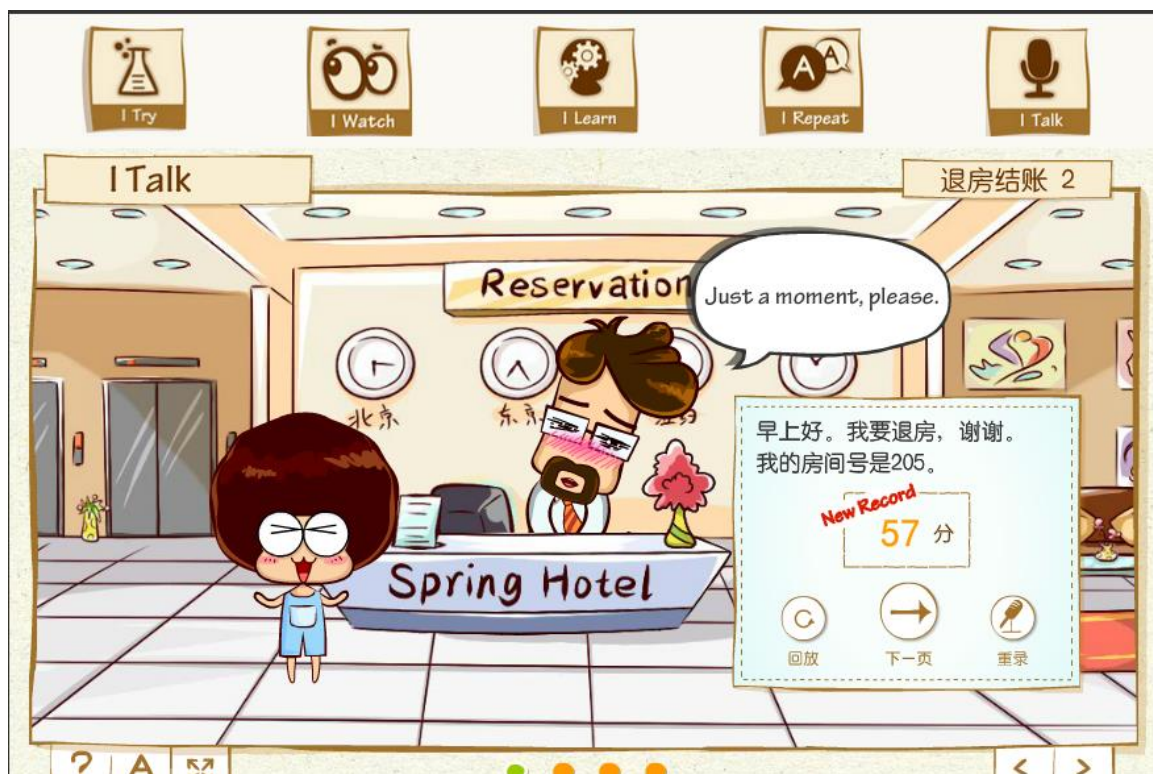 I Try
I Watch
I Learn
I Repeat
I Talk
I Talk
退房结账 2
Reservation
Just a moment, please.
北京
东京
早上好。我要退房，谢谢。
我的房间号是205。
New Record
57 分
Spring Hotel
回放
下一页
重录
? A
< >